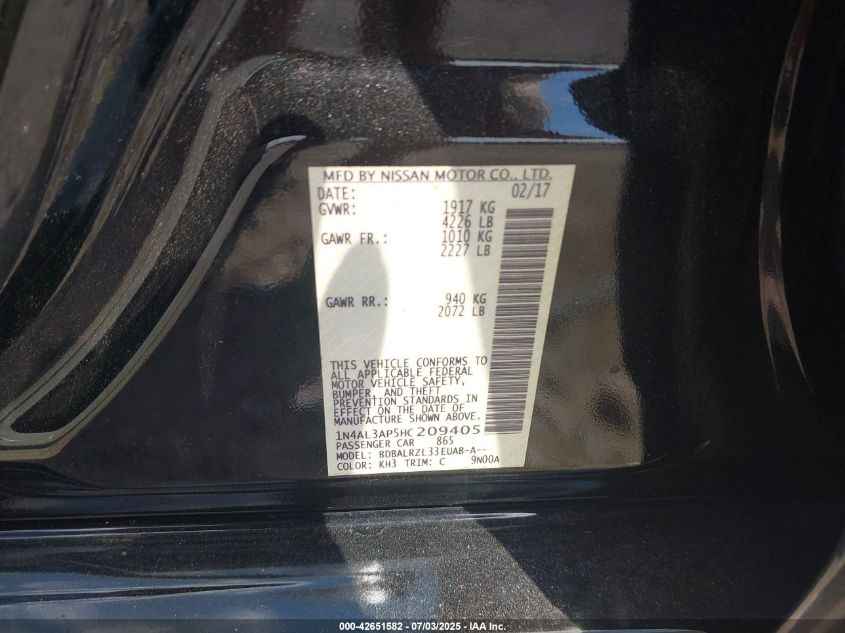 MFD BY NISSAN MOTOR CO., LTD.
DATE: 02/17
GVWR: 1917 KG
4226 LB
GAWR FR.: 1010 KG
2227 LB
GAWR RR.: 940 KG
2072 LB
THIS VEHICLE CONFORMS TO
ALL APPLICABLE FEDERAL
MOTOR VEHICLE SAFETY,
BUMPER, AND THEFT
PREVENTION STANDARDS IN
EFFECT ON THE DATE OF
MANUFACTURE SHOWN ABOVE.
1N4AL3AP5HC 209405
PASSENGER CAR 865
MODEL: BDBALRZL33EUAB-A--
COLOR: KH3 TRIM: C 9N00A
000-42651582 - 07/03/2025 - IAA Inc.